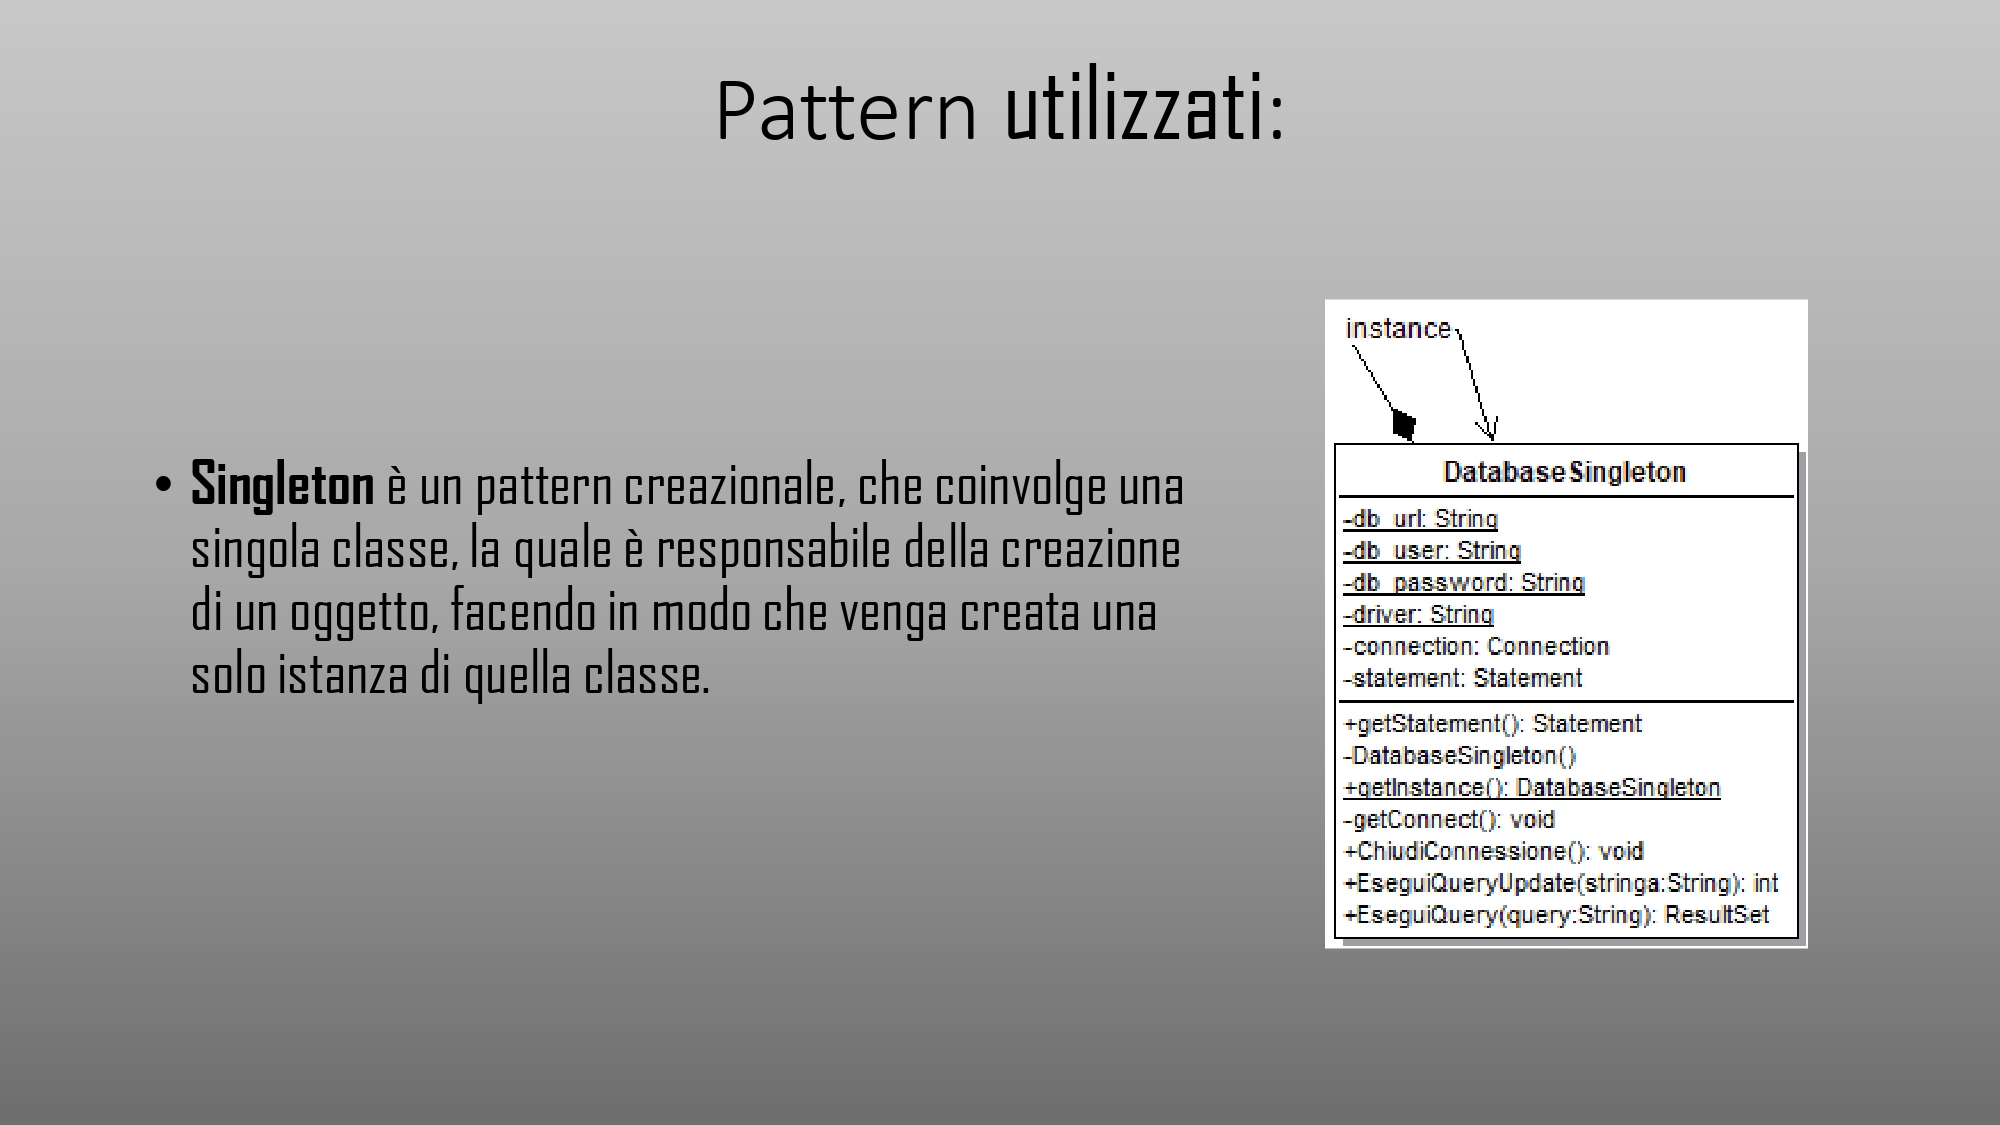 Pattern utilizzati:
• Singleton è un pattern creazionale, che coinvolge una
singola classe, la quale è responsabile della creazione
di un oggetto, facendo in modo che venga creata una
solo istanza di quella classe.
instance
DatabaseSingleton
-db_url: String
-db_user: String
-db_password: String
-driver: String
-connection: Connection
-statement: Statement
+getStatement(): Statement
-DatabaseSingleton()
+getInstance(): DatabaseSingleton
-getConnect(): void
+ChiudiConnessione(): void
+EseguiQueryUpdate(stringa:String): int
+EseguiQuery(query:String): ResultSet